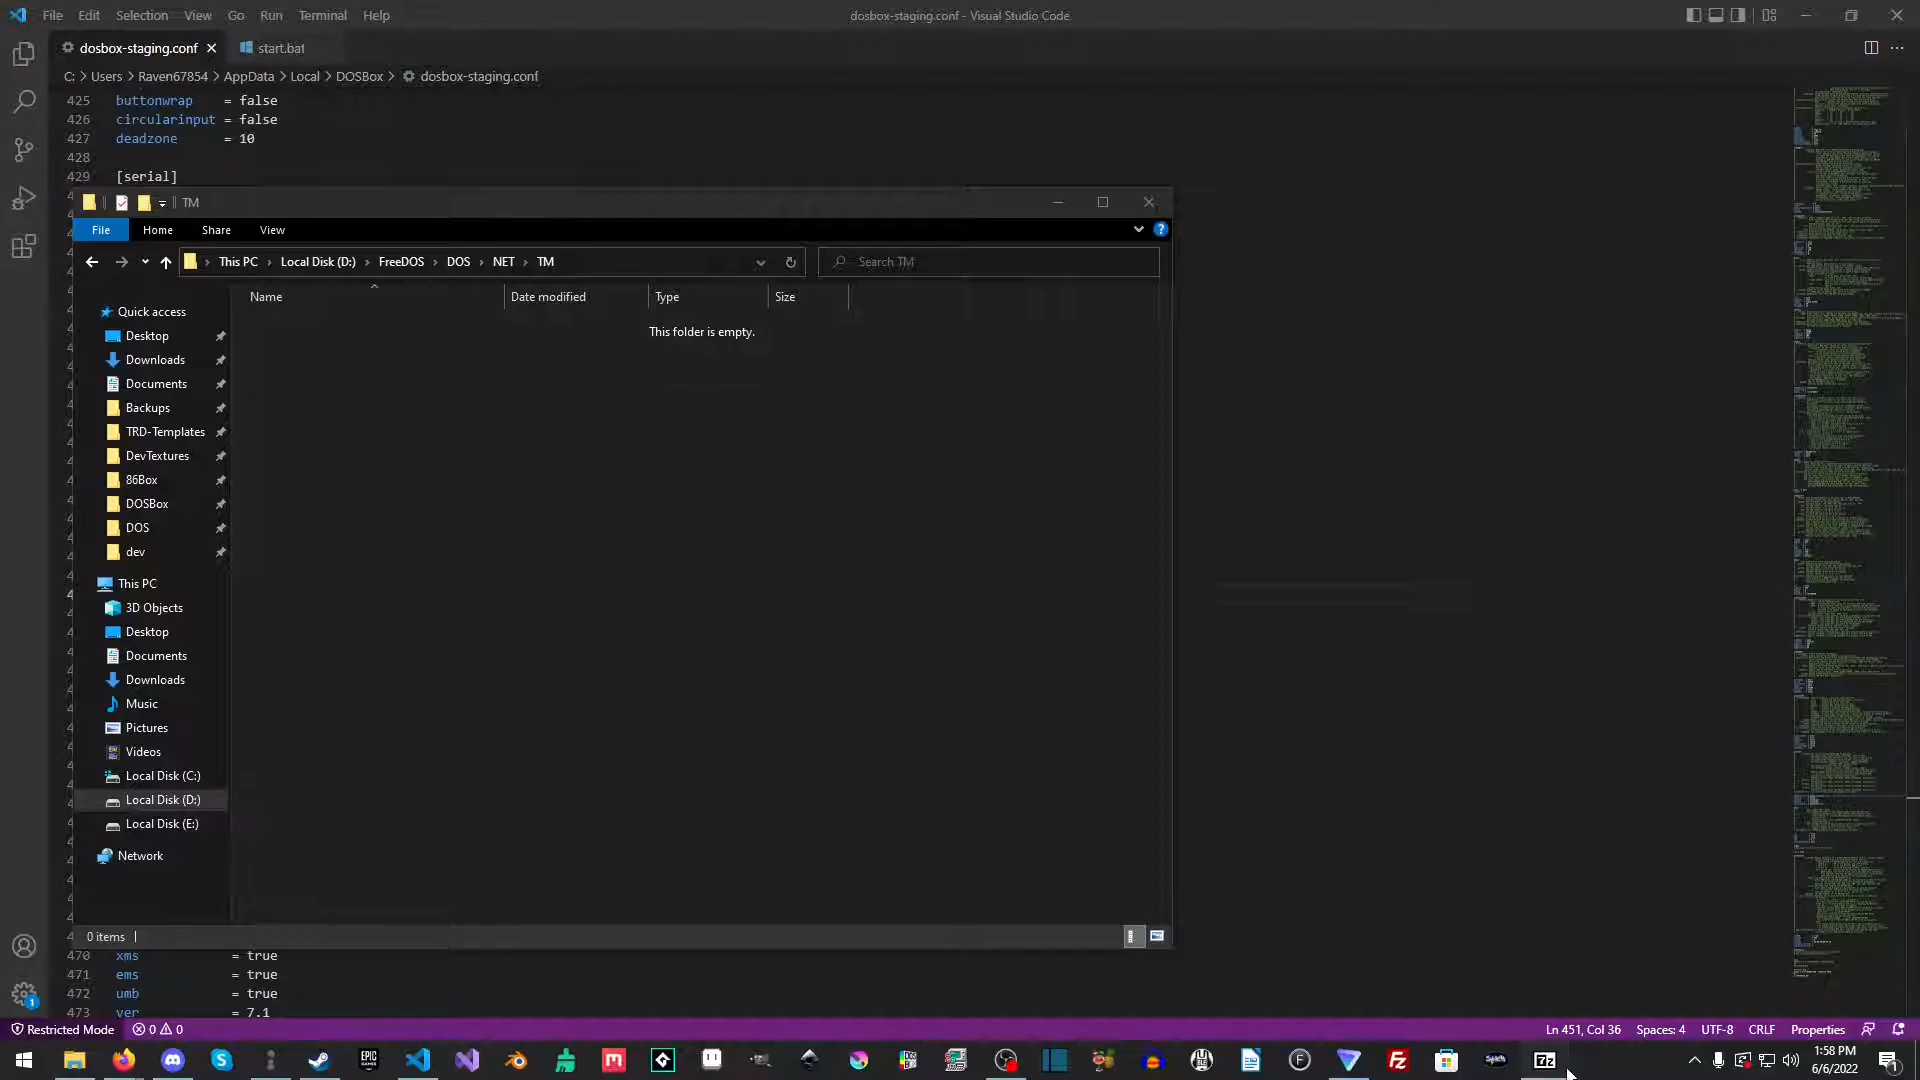 File Edit Selection View Go Run Terminal Help
dosbox-staging.conf - Visual Studio Code
dosbox-staging.conf
start.bat
C: > Users > Raven67854 > AppData > Local > DOSBox > dosbox-staging.conf
425 buttonwrap = false
426 circularinput = false
427 deadzone = 10
428
429 [serial]
TM
File Home Share View
This PC > Local Disk (D:) > FreeDOS > DOS > NET > TM
Search TM
Name Date modified Type Size
This folder is empty.
Quick access
Desktop
Downloads
Documents
Backups
TRD-Templates
DevTextures
86Box
DOSBox
DOS
dev
This PC
3D Objects
Desktop
Documents
Downloads
Music
Pictures
Videos
Local Disk (C:)
Local Disk (D:)
Local Disk (E:)
Network
0 items
470 xms = true
471 ems = true
472 umb = true
473 ver = 7.1
Restricted Mode 0 0
Ln 451, Col 36 Spaces: 4 UTF-8 CRLF Properties
EPIC GAMES
7z
1:58 PM
6/6/2022